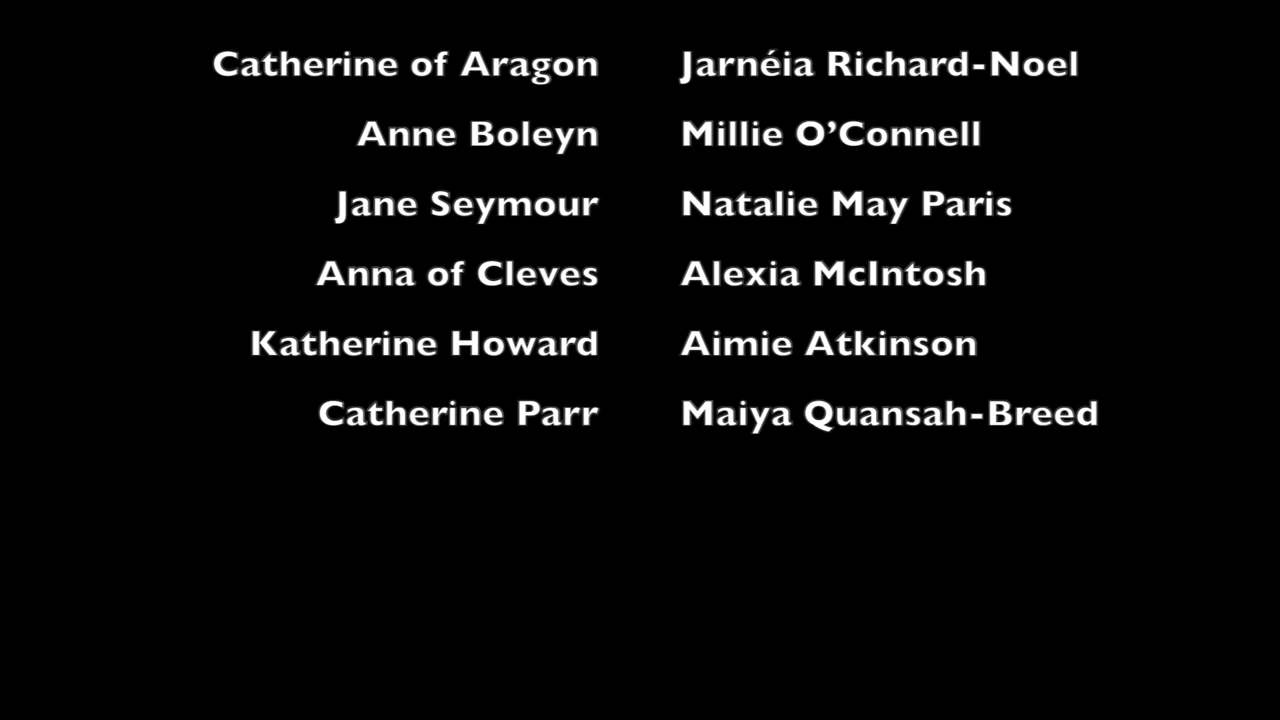 Catherine of Aragon Jarnéia Richard-Noel
Anne Boleyn Millie O’Connell
Jane Seymour Natalie May Paris
Anna of Cleves Alexia McIntosh
Katherine Howard Aimie Atkinson
Catherine Parr Maiya Quansah-Breed